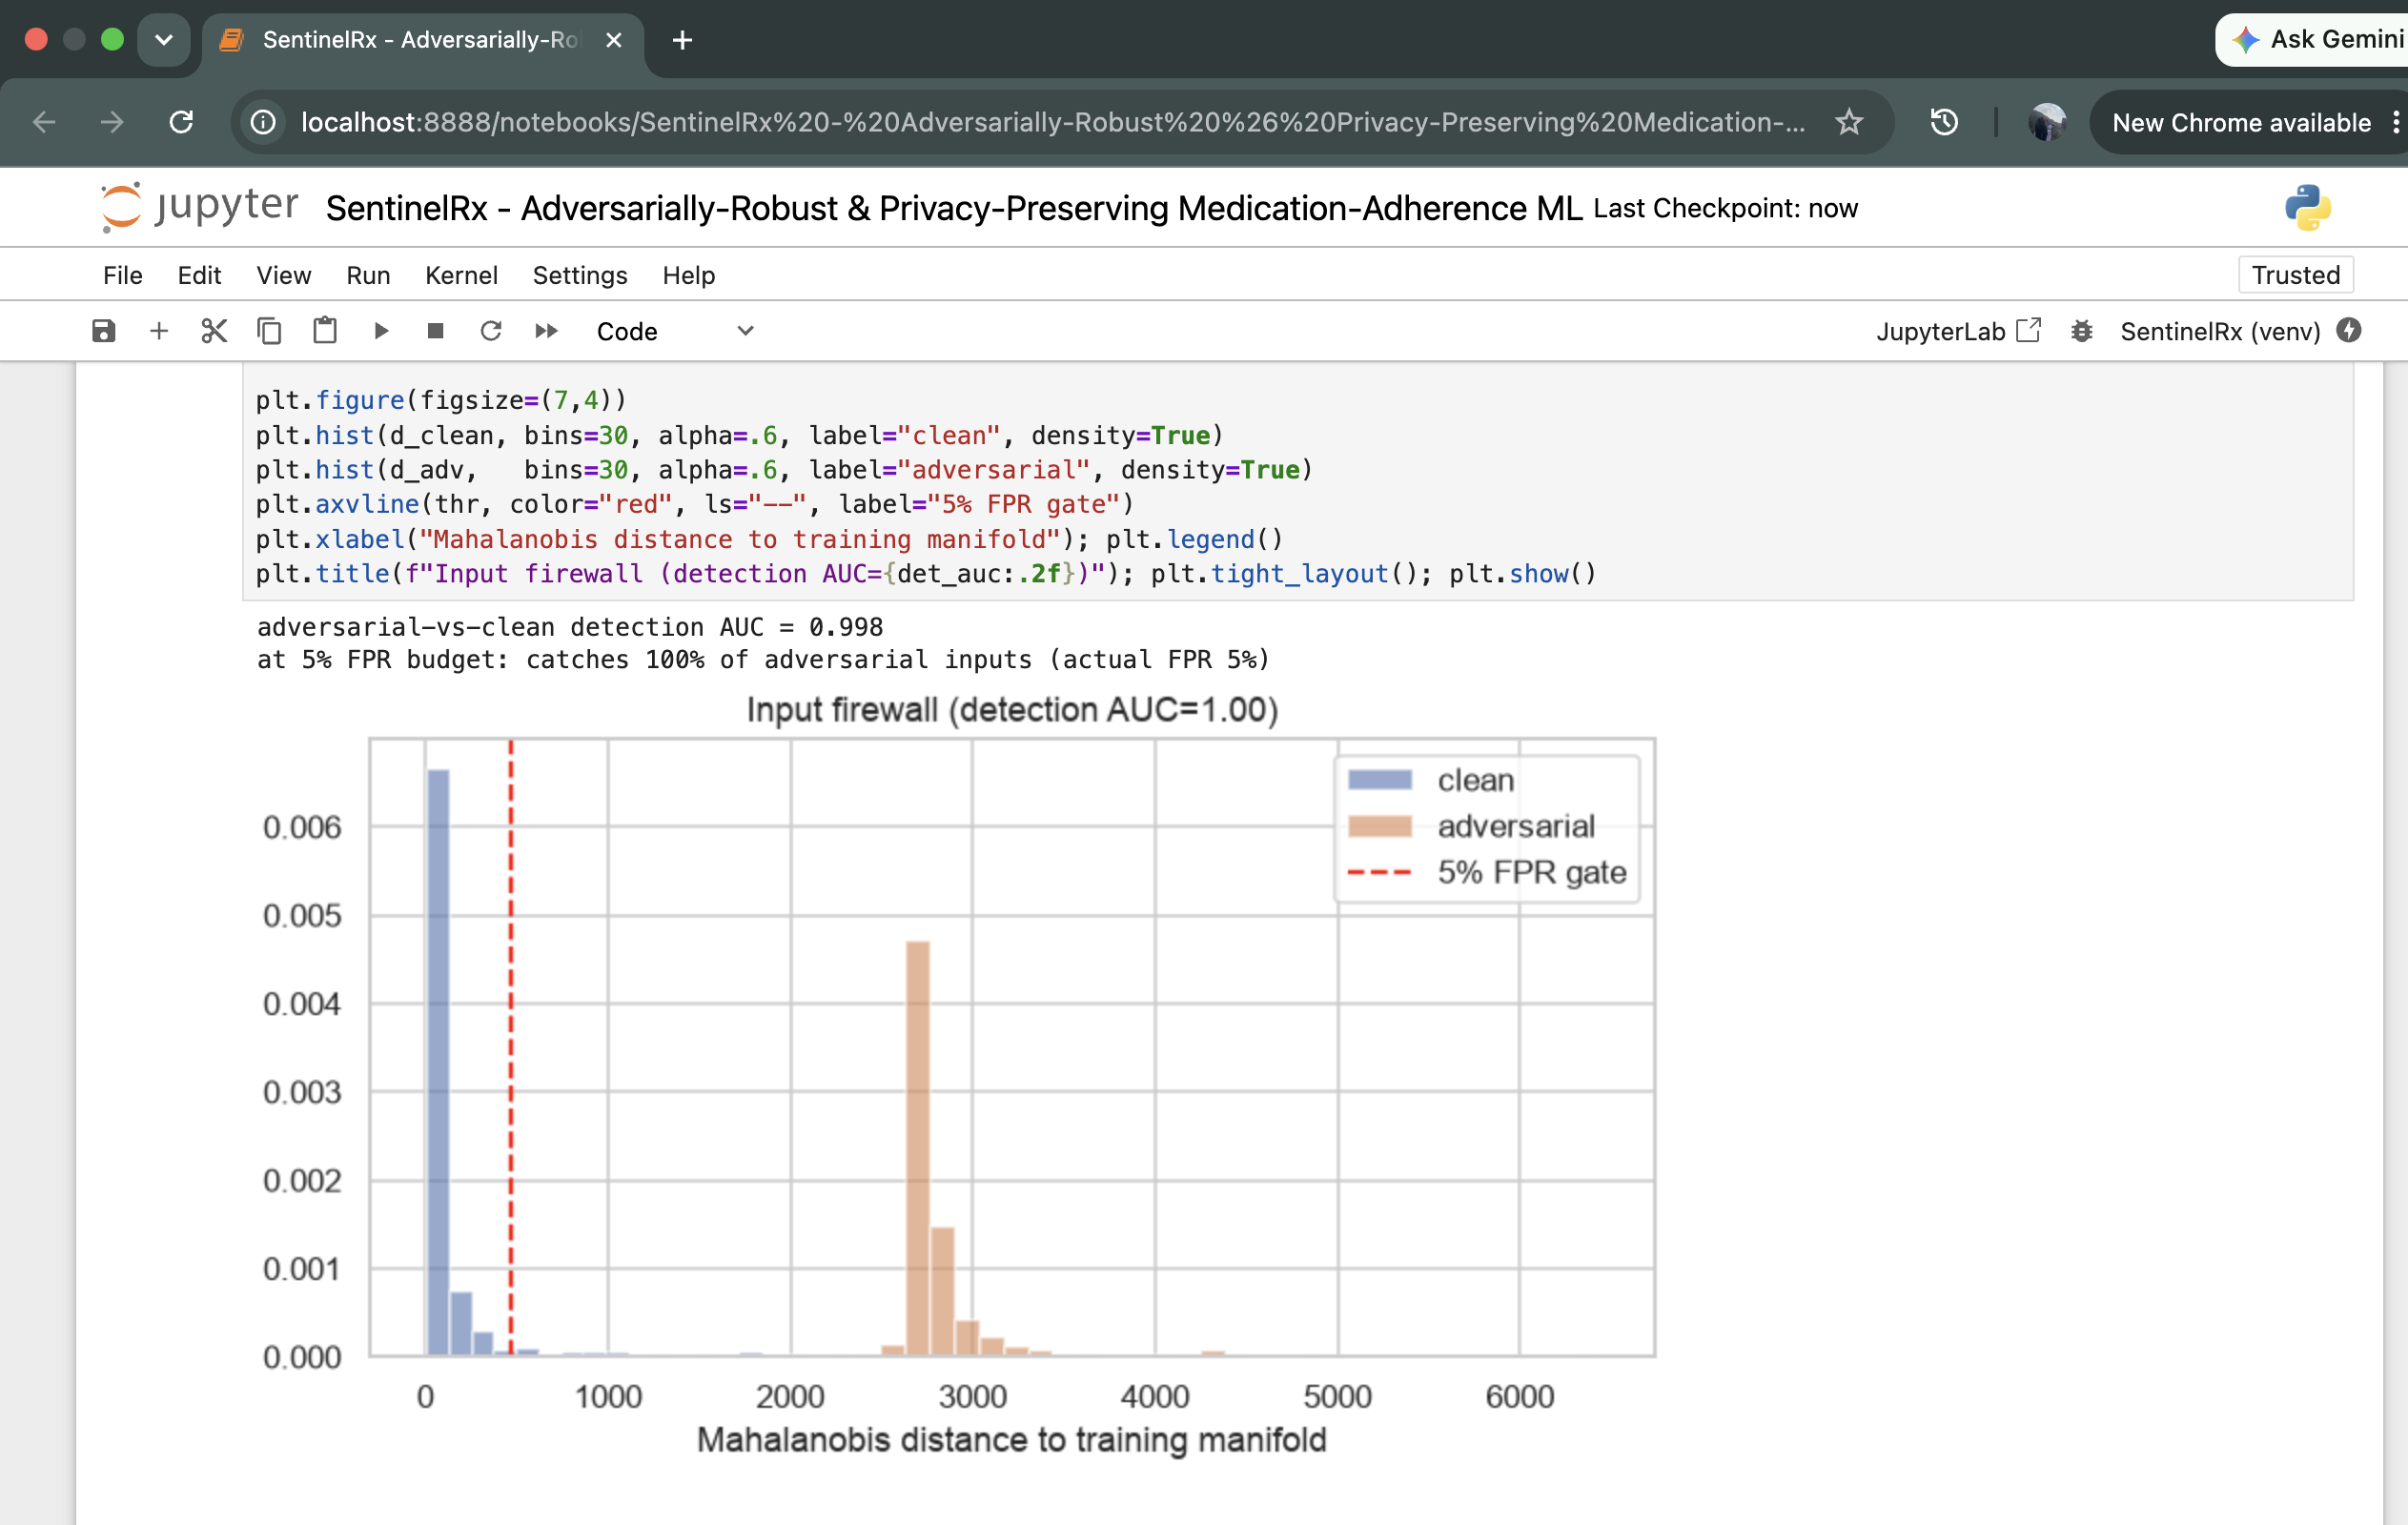 SentinelRx - Adversarially-Ro
Ask Gemini
localhost:8888/notebooks/SentinelRx%20-%20Adversarially-Robust%20%26%20Privacy-Preserving%20Medication-...
New Chrome available
jupyter SentinelRx - Adversarially-Robust & Privacy-Preserving Medication-Adherence ML Last Checkpoint: now
File Edit View Run Kernel Settings Help
Trusted
Code
JupyterLab
SentinelRx (venv)
plt.figure(figsize=(7,4))
plt.hist(d_clean, bins=30, alpha=.6, label="clean", density=True)
plt.hist(d_adv,   bins=30, alpha=.6, label="adversarial", density=True)
plt.axvline(thr, color="red", ls="--", label="5% FPR gate")
plt.xlabel("Mahalanobis distance to training manifold"); plt.legend()
plt.title(f"Input firewall (detection AUC={det_auc:.2f})"); plt.tight_layout(); plt.show()
adversarial-vs-clean detection AUC = 0.998
at 5% FPR budget: catches 100% of adversarial inputs (actual FPR 5%)
Input firewall (detection AUC=1.00)
clean
adversarial
5% FPR gate
0.006
0.005
0.004
0.003
0.002
0.001
0.000
0 1000 2000 3000 4000 5000 6000
Mahalanobis distance to training manifold